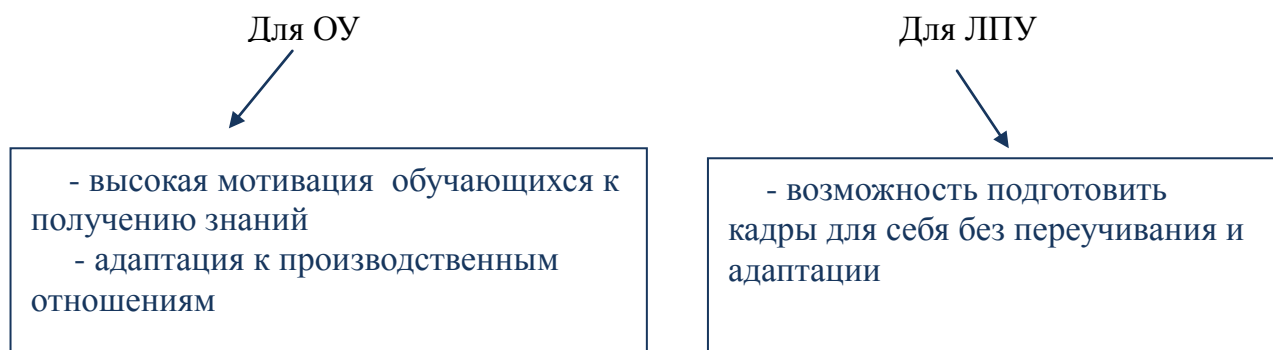 Для ОУ
Для ЛПУ
- высокая мотивация обучающихся к
получению знаний
- адаптация к производственным
отношениям
- возможность подготовить
кадры для себя без переучивания и
адаптации